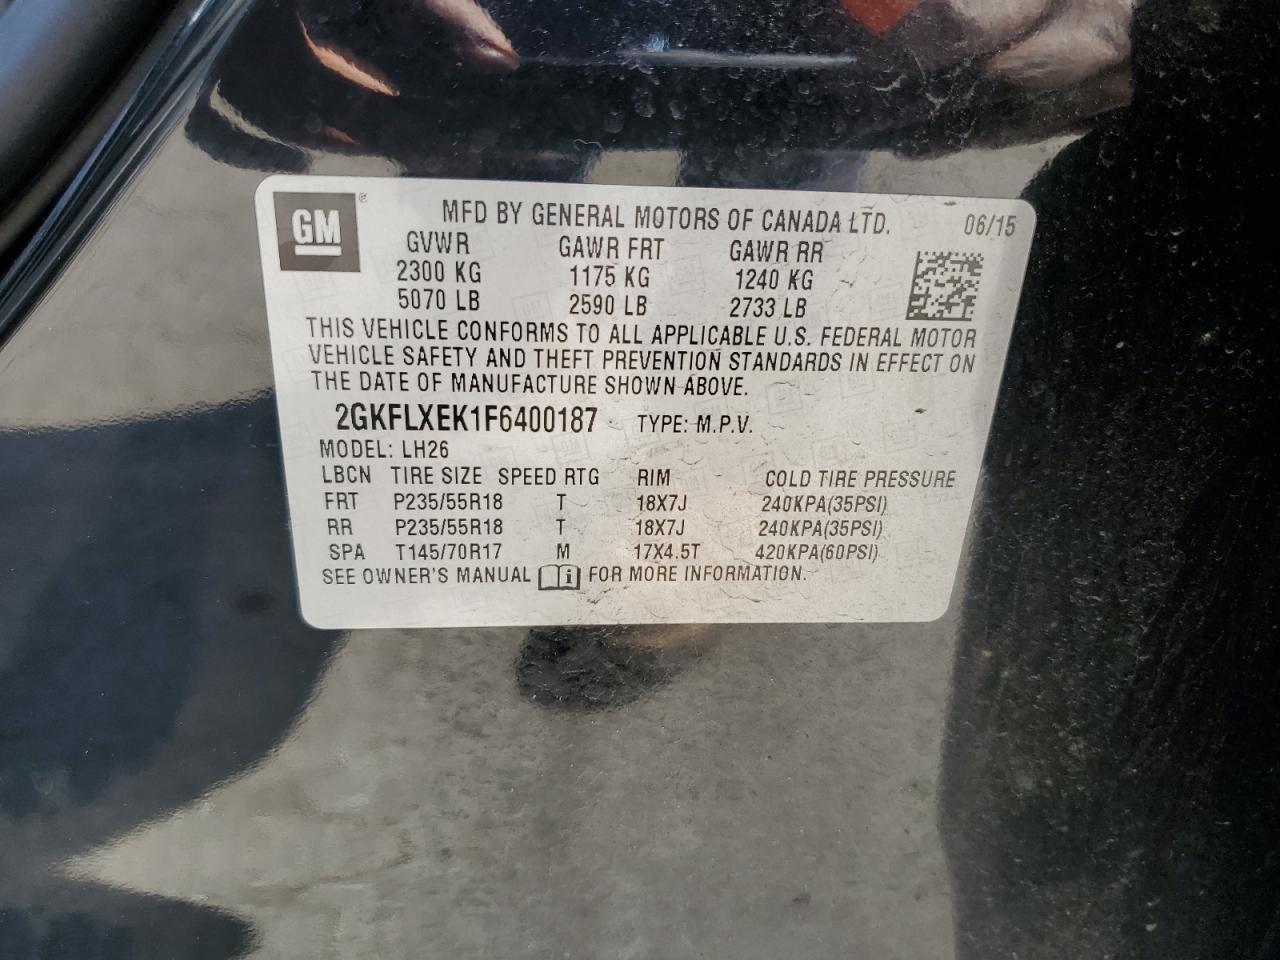 GM ®
MFD BY GENERAL MOTORS OF CANADA LTD. 06/15
GVWR GAWR FRT GAWR RR
2300 KG 1175 KG 1240 KG
5070 LB 2590 LB 2733 LB
THIS VEHICLE CONFORMS TO ALL APPLICABLE U.S. FEDERAL MOTOR
VEHICLE SAFETY AND THEFT PREVENTION STANDARDS IN EFFECT ON
THE DATE OF MANUFACTURE SHOWN ABOVE.
2GKFLXEK1F6400187 TYPE: M.P.V.
MODEL: LH26
LBCN TIRE SIZE SPEED RTG RIM COLD TIRE PRESSURE
FRT P235/55R18 T 18X7J 240KPA(35PSI)
RR P235/55R18 T 18X7J 240KPA(35PSI)
SPA T145/70R17 M 17X4.5T 420KPA(60PSI)
SEE OWNER'S MANUAL i FOR MORE INFORMATION.